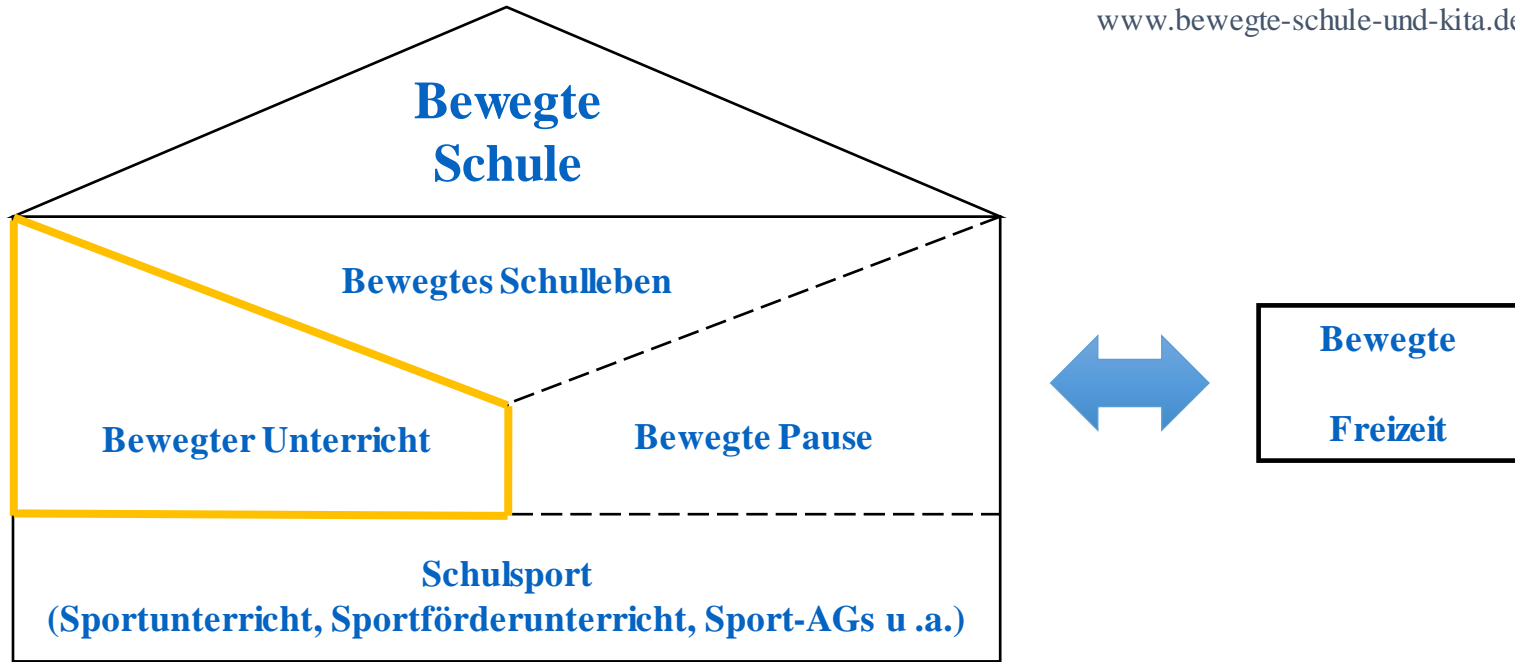 www.bewegte-schule-und-kita.de
Bewegte
Schule
Bewegtes Schulleben
Bewegter Unterricht
Bewegte Pause
Bewegte
Freizeit
Schulsport
(Sportunterricht, Sportförderunterricht, Sport-AGs u .a.)